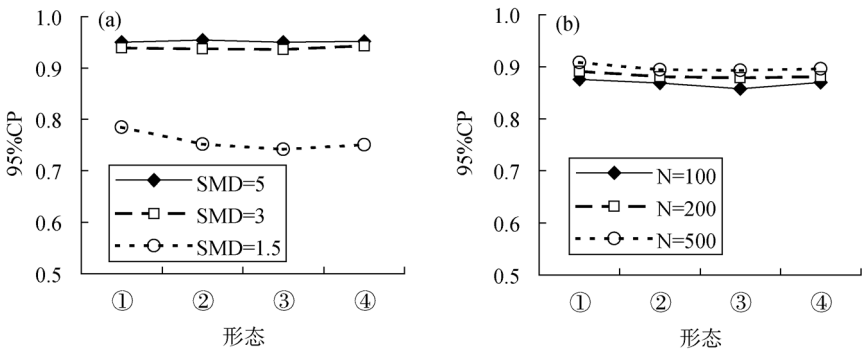 (a)
1.0
0.9
0.8
0.7
0.6
0.5
95%CP
SMD=5
SMD=3
SMD=1.5
① ② ③ ④
形态
(b)
1.0
0.9
0.8
0.7
0.6
0.5
95%CP
N=100
N=200
N=500
① ② ③ ④
形态